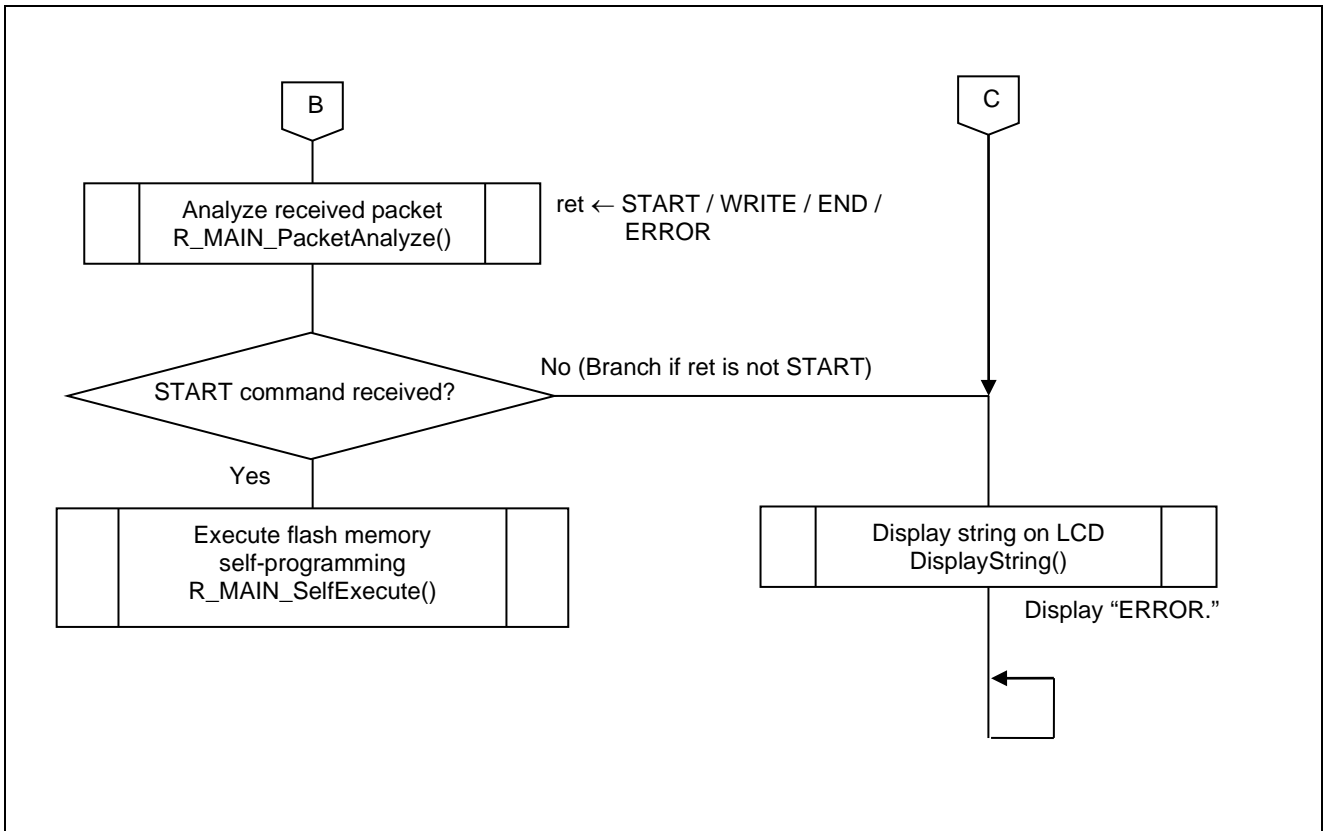 B
C
Analyze received packet
R_MAIN_PacketAnalyze()
ret ← START / WRITE / END /
ERROR
No (Branch if ret is not START)
START command received?
Yes
Execute flash memory
self-programming
R_MAIN_SelfExecute()
Display string on LCD
DisplayString()
Display “ERROR.”